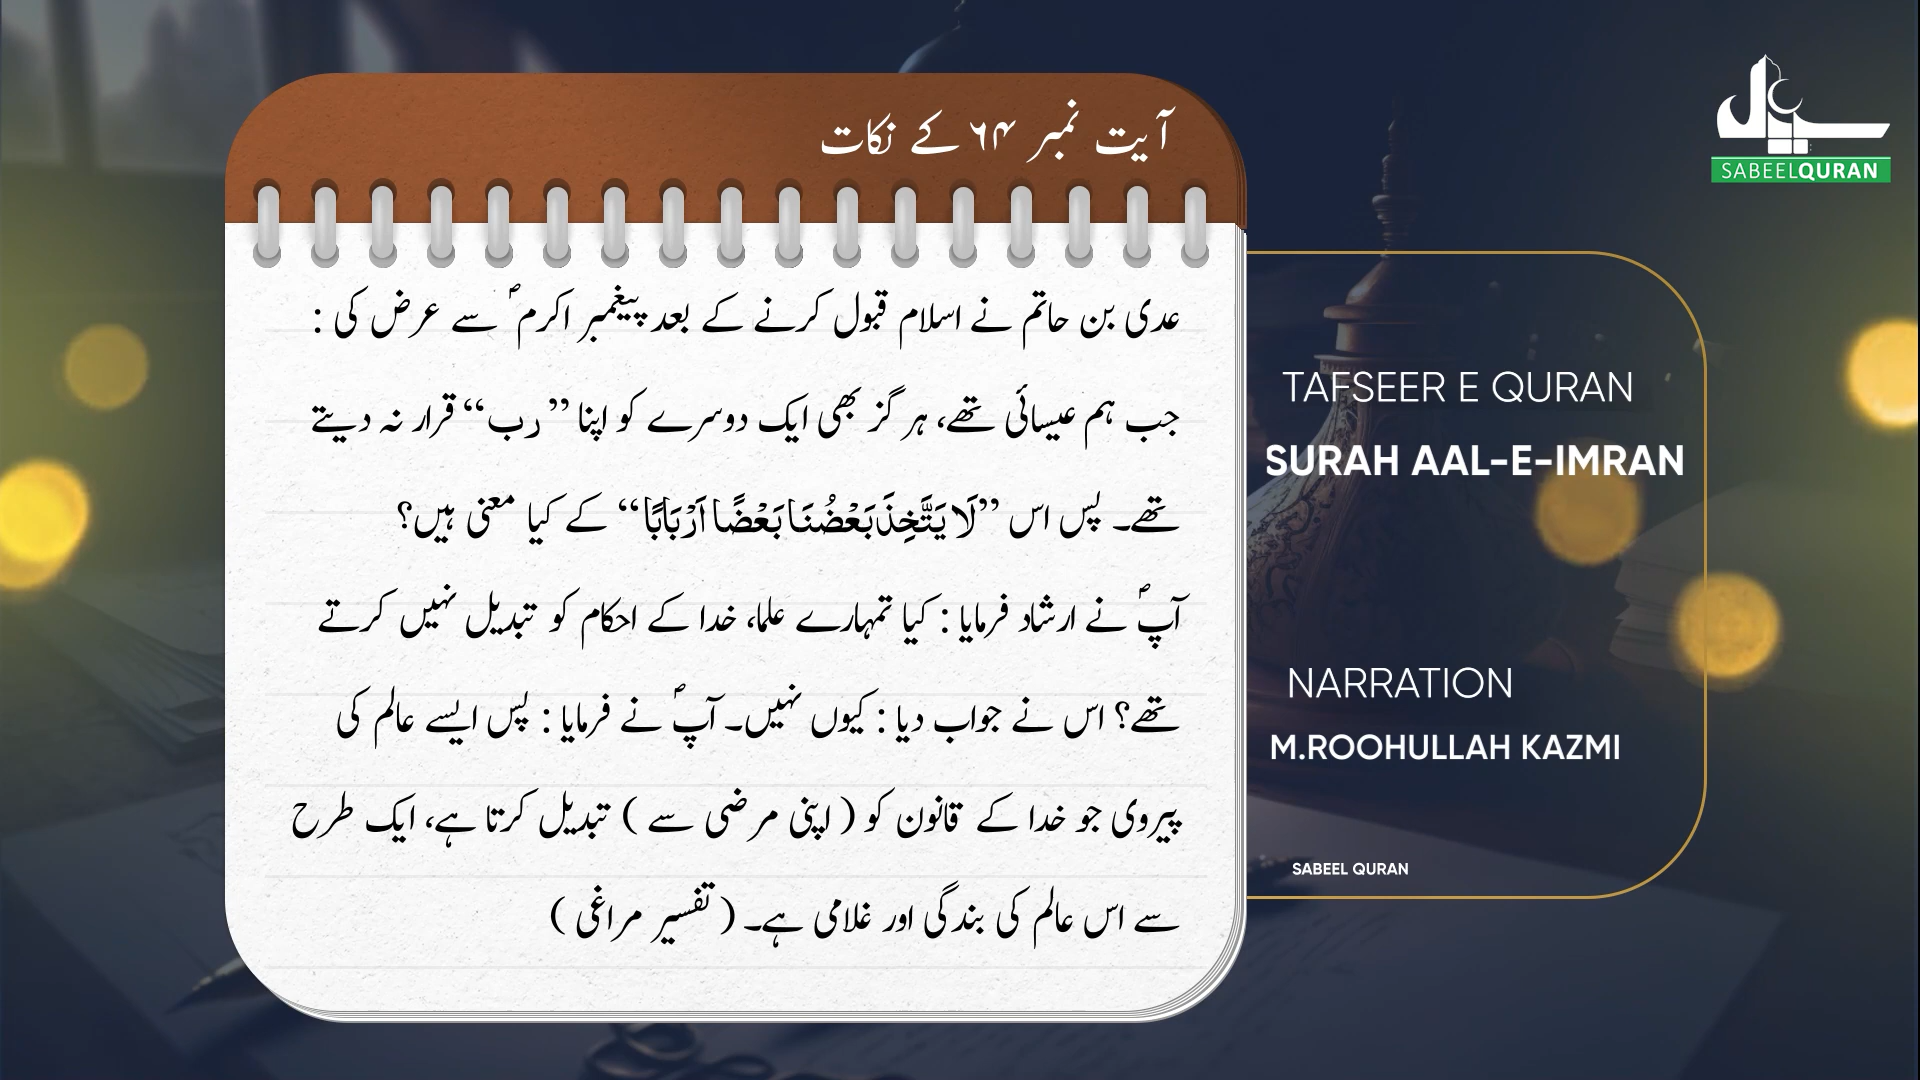 آیت نمبر ۶۴ کے نکات
عدی بن حاتم نے اسلام قبول کرنے کے بعد پیغمبر اکرمؐ سے عرض کی :
جب ہم عیسائی تھے، ہر گز بھی ایک دوسرے کو اپنا ”رب“ قرار نہ دیتے
تھے۔ پس اس ”لَا یَتَّخِذَ بَعْضُنَا بَعْضًا اَرْبَابًا“ کے کیا معنی ہیں؟
آپؐ نے ارشاد فرمایا : کیا تمہارے علماء خدا کے احکام کو تبدیل نہیں کرتے
تھے؟ اس نے جواب دیا : کیوں نہیں۔ آپؐ نے فرمایا : پس ایسے عالم کی
پیروی جو خدا کے قانون کو ( اپنی مرضی سے ) تبدیل کرتا ہے، ایک طرح
سے اس عالم کی بندگی اور غلامی ہے۔ ( تفسیر مراغی )
سبیل
SABEELQURAN
TAFSEER E QURAN
SURAH AAL-E-IMRAN
NARRATION
M.ROOHULLAH KAZMI
SABEEL QURAN